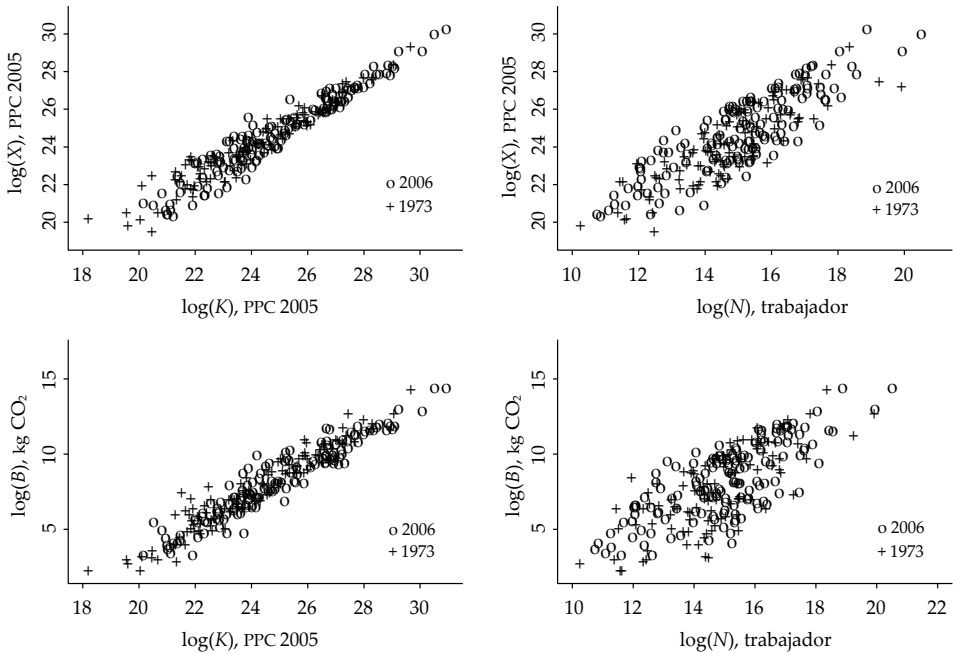 log(X), PPC 2005
30
28
26
24
22
20
o 2006
+ 1973
18 20 22 24 26 28 30
log(K), PPC 2005
log(X), PPC 2005
30
28
26
24
22
20
o 2006
+ 1973
10 12 14 16 18 20
log(N), trabajador
log(B), kg CO₂
15
10
5
o 2006
+ 1973
18 20 22 24 26 28 30
log(K), PPC 2005
log(B), kg CO₂
15
10
5
o 2006
+ 1973
10 12 14 16 18 20 22
log(N), trabajador